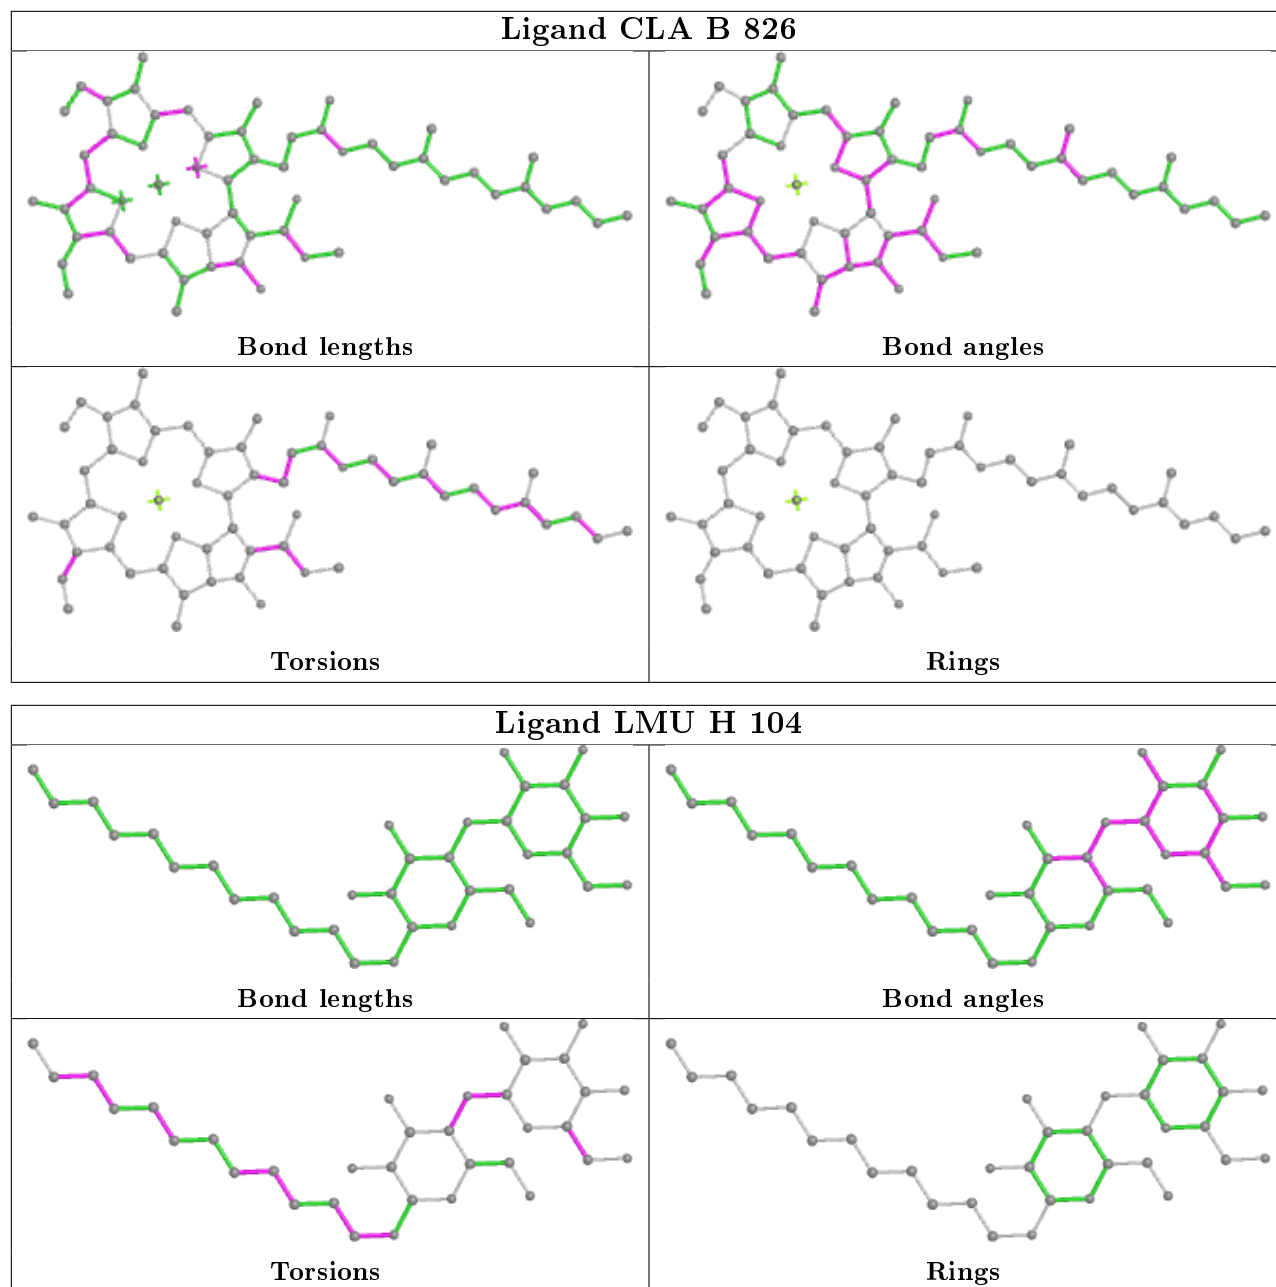 Ligand CLA B 826
Bond lengths
Bond angles
Torsions
Rings
Ligand LMU H 104
Bond lengths
Bond angles
Torsions
Rings